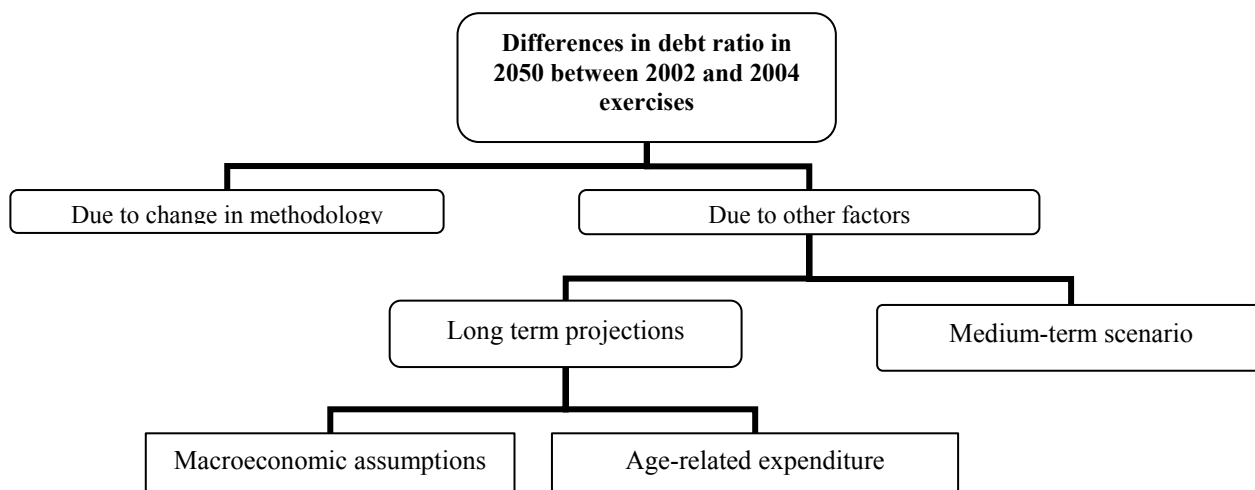 Differences in debt ratio in
2050 between 2002 and 2004
exercises
Due to change in methodology
Due to other factors
Long term projections
Medium-term scenario
Macroeconomic assumptions
Age-related expenditure